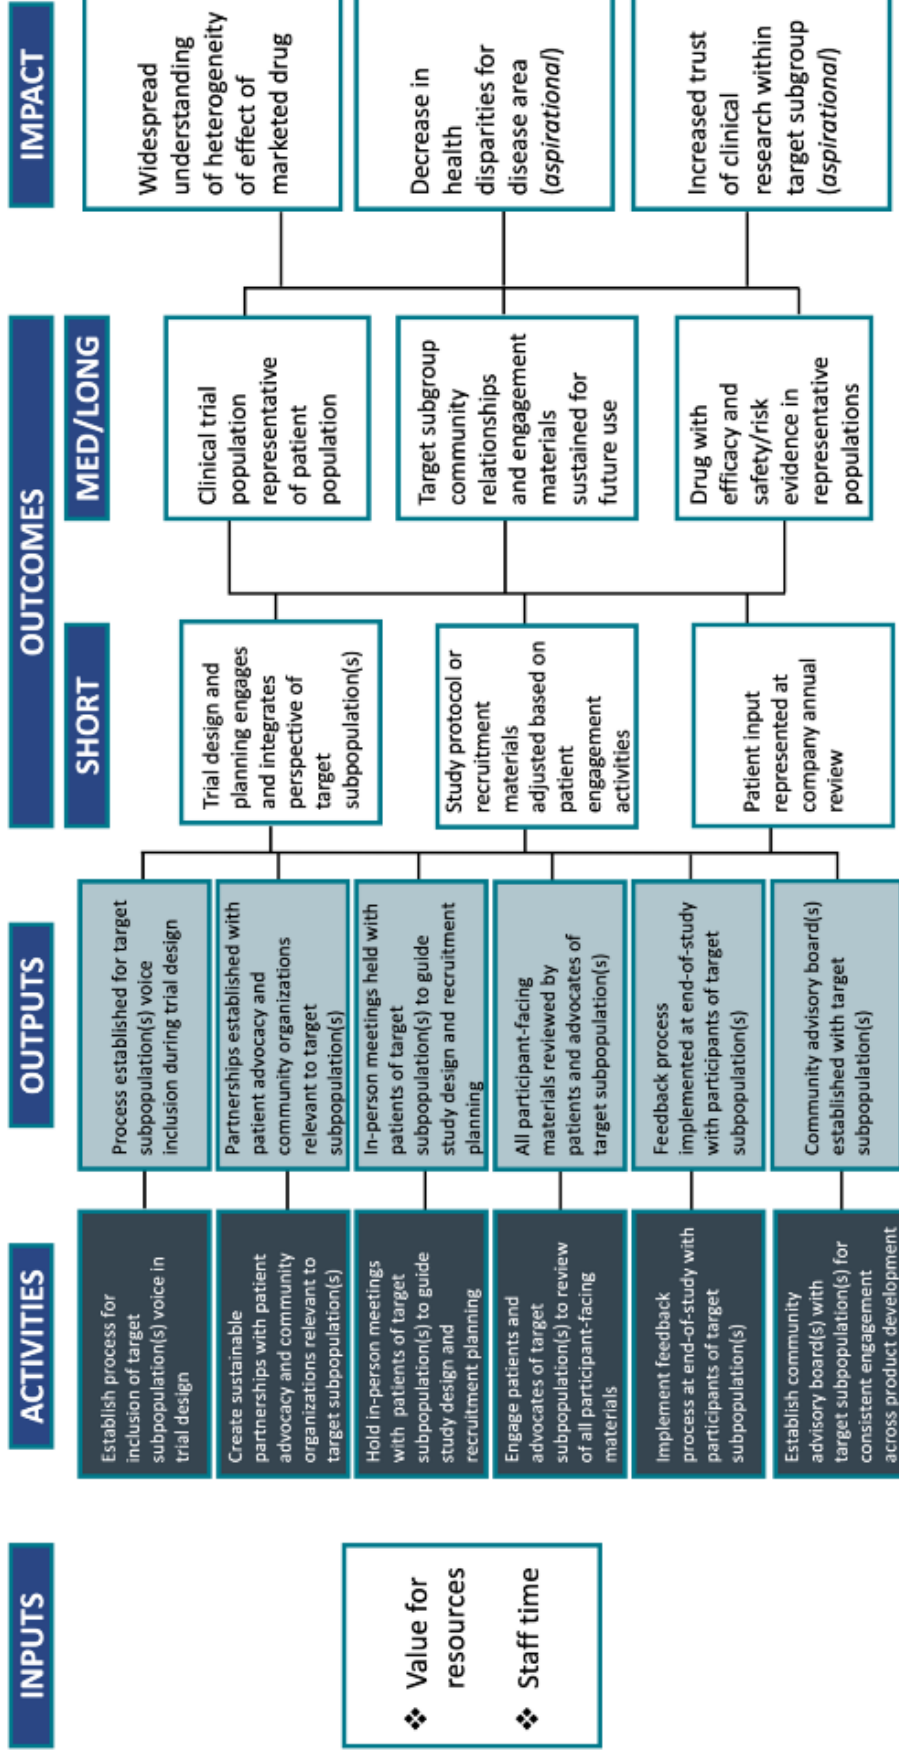 INPUTS
ACTIVITIES
OUTPUTS
OUTCOMES
SHORT
MED/LONG
IMPACT
❖ Value for
resources
❖ Staff time
Establish process for
inclusion of target
subpopulation(s) voice in
trial design
Create sustainable
partnerships with patient
advocacy and community
organizations relevant to
target subpopulation(s)
Hold in-person meetings
with patients of target
subpopulation(s) to guide
study design and
recruitment planning
Engage patients and
advocates of target
subpopulation(s) to review
of all participant-facing
materials
Implement feedback
process at end-of-study with
participants of target
subpopulation(s)
Establish community
advisory board(s) with
target subpopulation(s) for
consistent engagement
across product development
Process established for target
subpopulation(s) voice
inclusion during trial design
Partnerships established with
patient advocacy and
community organizations
relevant to target
subpopulation(s)
In-person meetings held with
patients of target
subpopulation(s) to guide
study design and recruitment
planning
All participant-facing
materials reviewed by
patients and advocates of
target subpopulation(s)
Feedback process
implemented at end-of-study
with participants of target
subpopulation(s)
Community advisory board(s)
established with target
subpopulation(s)
Trial design and
planning engages
and integrates
perspective of
target
subpopulation(s)
Study protocol or
recruitment
materials
adjusted based on
patient
engagement
activities
Patient input
represented at
company annual
review
Clinical trial
population
representative
of patient
population
Target subgroup
community
relationships
and engagement
materials
sustained for
future use
Drug with
efficacy and
safety/risk
evidence in
representative
populations
Widespread
understanding
of heterogeneity
of effect of
marketed drug
Decrease in
health
disparities for
disease area
(aspirational)
Increased trust
of clinical
research within
target subgroup
(aspirational)